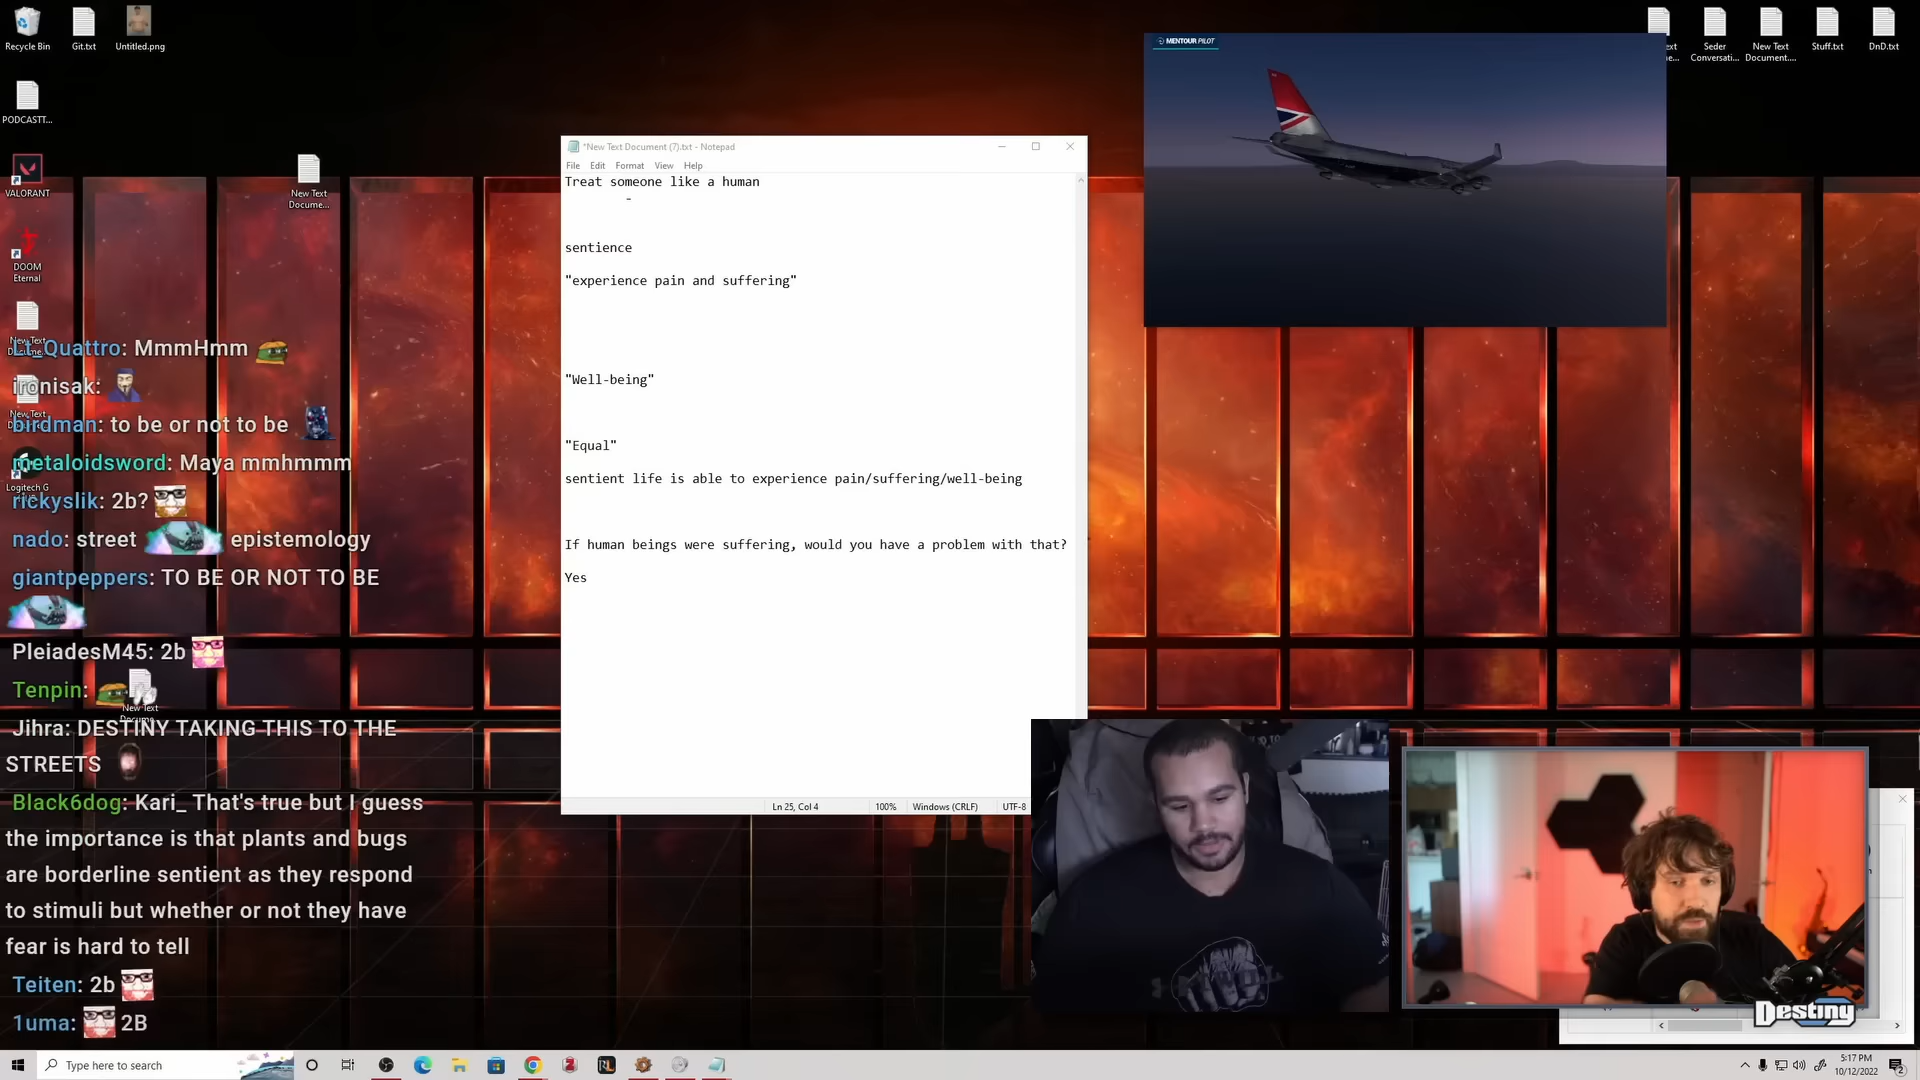 Recycle Bin
Git.txt
Untitled.png
PODCASTT...
VALORANT
New Text
Docume...
DOOM
Eternal
Logitech G
New Text
Seder
Conversati...
New Text
Document....
Stuff.txt
DnD.txt
MENTOUR PILOT
*New Text Document (7).txt - Notepad
File Edit Format View Help
Treat someone like a human
-
sentience
"experience pain and suffering"
"Well-being"
"Equal"
sentient life is able to experience pain/suffering/well-being
If human beings were suffering, would you have a problem with that?
Yes
Ln 25, Col 4 100% Windows (CRLF) UTF-8
Lt_Quattro: MmmHmm
ironisak:
birdman: to be or not to be
metaloidsword: Maya mmhmmm
rickyslik: 2b?
nado: street epistemology
giantpeppers: TO BE OR NOT TO BE
PleiadesM45: 2b
Tenpin:
Jihra: DESTINY TAKING THIS TO THE
STREETS
Black6dog: Kari_ That's true but I guess
the importance is that plants and bugs
are borderline sentient as they respond
to stimuli but whether or not they have
fear is hard to tell
Teiten: 2b
1uma: 2B
Destiny
Type here to search
5:17 PM
10/12/2022